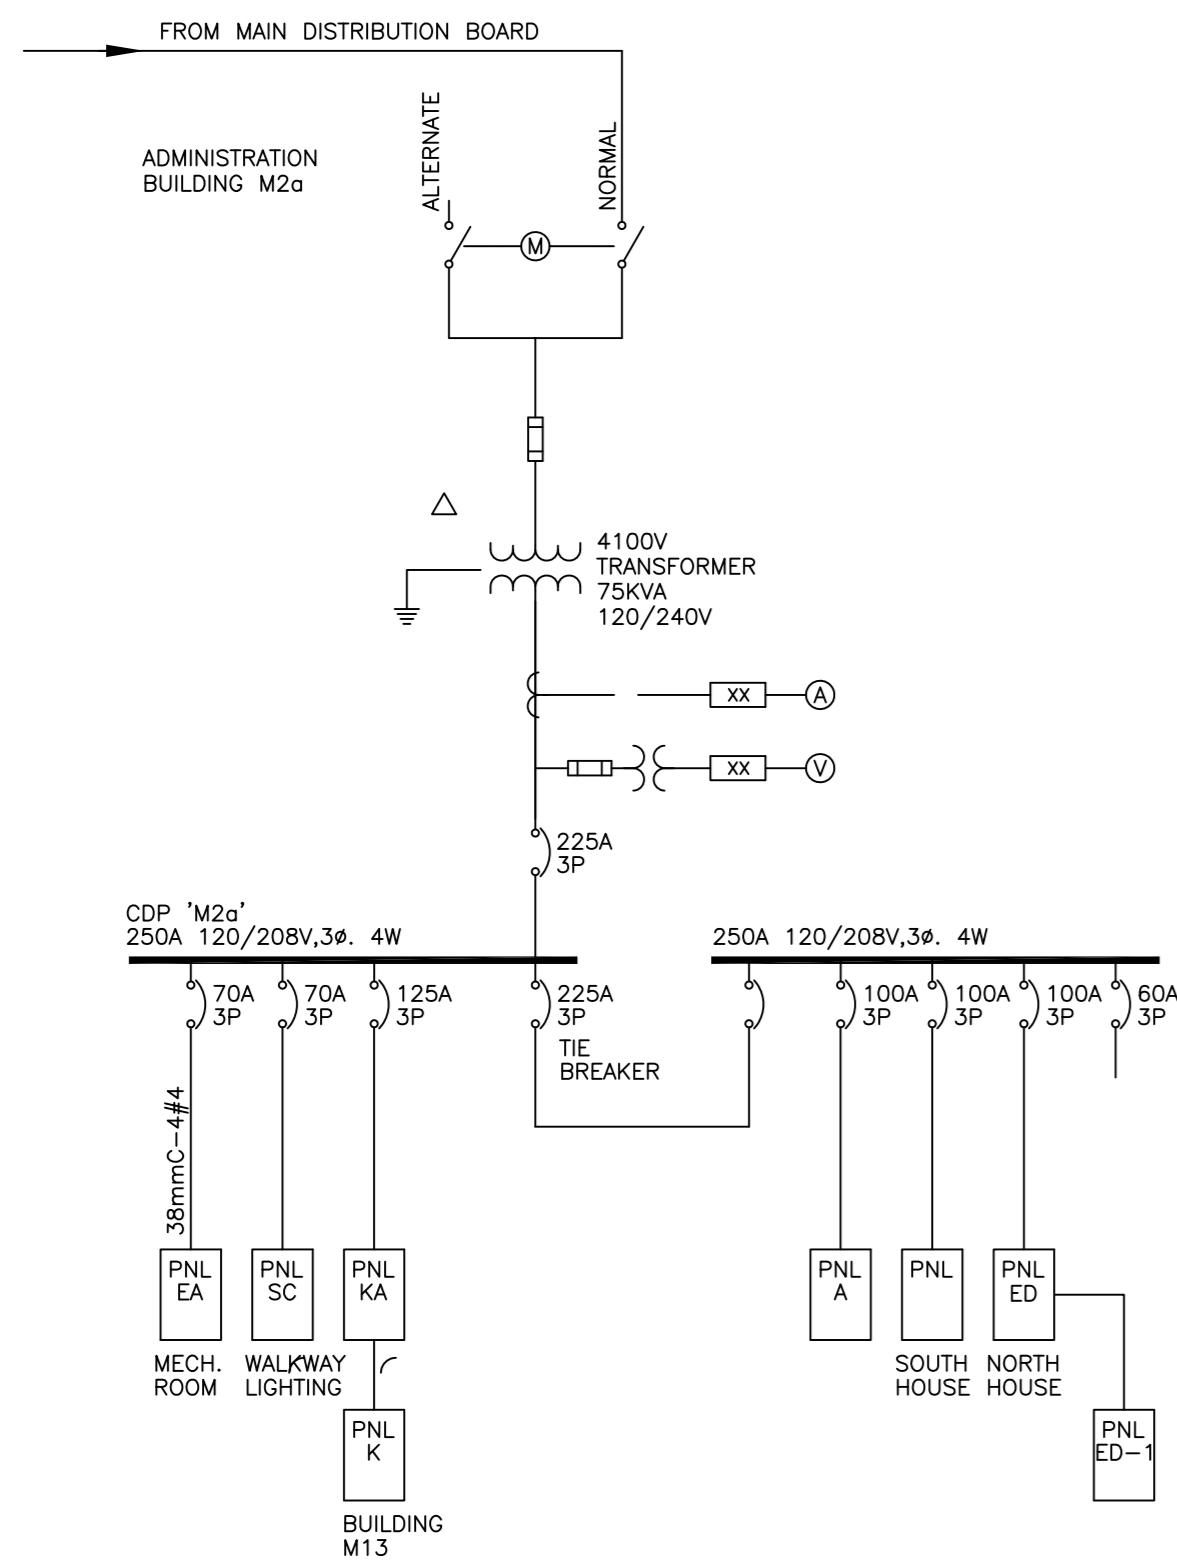 FROM MAIN DISTRIBUTION BOARD
ADMINISTRATION
BUILDING M2a
ALTERNATE
NORMAL
M
4100V
TRANSFORMER
75KVA
120/240V
XX
A
XX
V
225A
3P
CDP 'M2a'
250A 120/208V,3ø. 4W
250A 120/208V,3ø. 4W
70A
3P
70A
3P
125A
3P
225A
3P
TIE
BREAKER
100A
3P
100A
3P
100A
3P
60A
3P
38mmC-4#4
PNL
EA
PNL
SC
PNL
KA
PNL
A
PNL
PNL
ED
MECH.
ROOM
WALKWAY
LIGHTING
SOUTH
HOUSE
NORTH
HOUSE
PNL
K
PNL
ED-1
BUILDING
M13